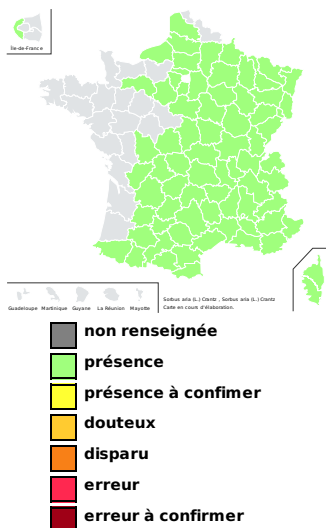 Île-de-France
Sorbus aria (L.) Crantz , Sorbus aria (L.) Crantz
Carte en cours d'élaboration.
Guadeloupe Martinique Guyane La Réunion Mayotte
non renseignée
présence
présence à confimer
douteux
disparu
erreur
erreur à confirmer